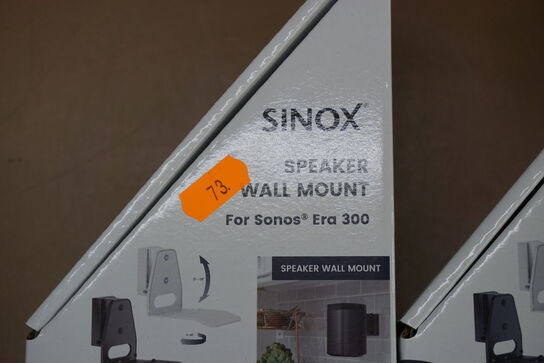 SINOX®
SPEAKER
WALL MOUNT
73.
For Sonos® Era 300
SPEAKER WALL MOUNT